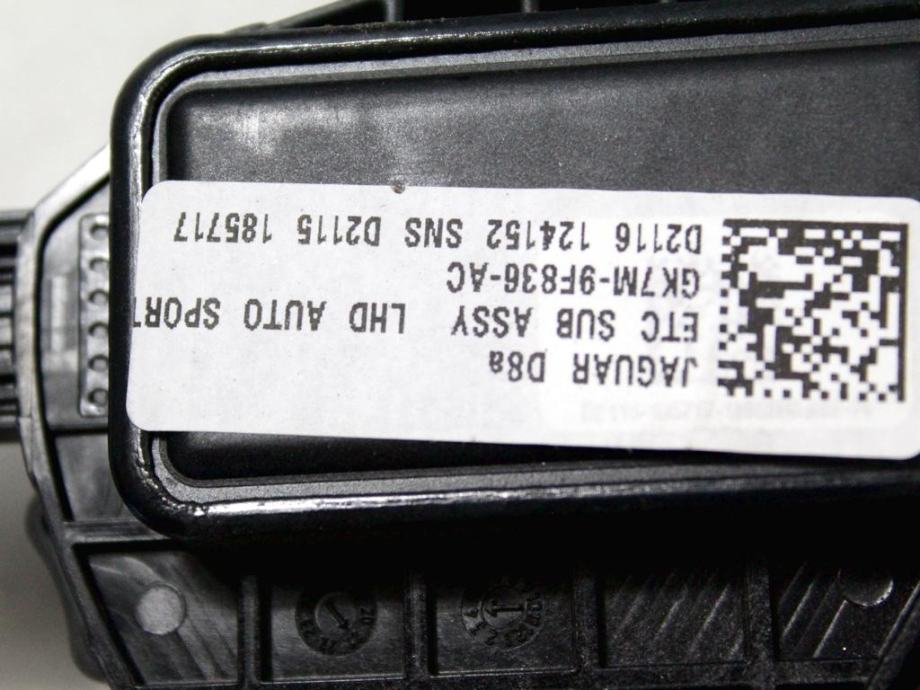 JAGUAR D8a
ETC SUB ASSY LHD AUTO SPORT
GK7M-9F836-AC
D2116 124152 SNS D2115 185717